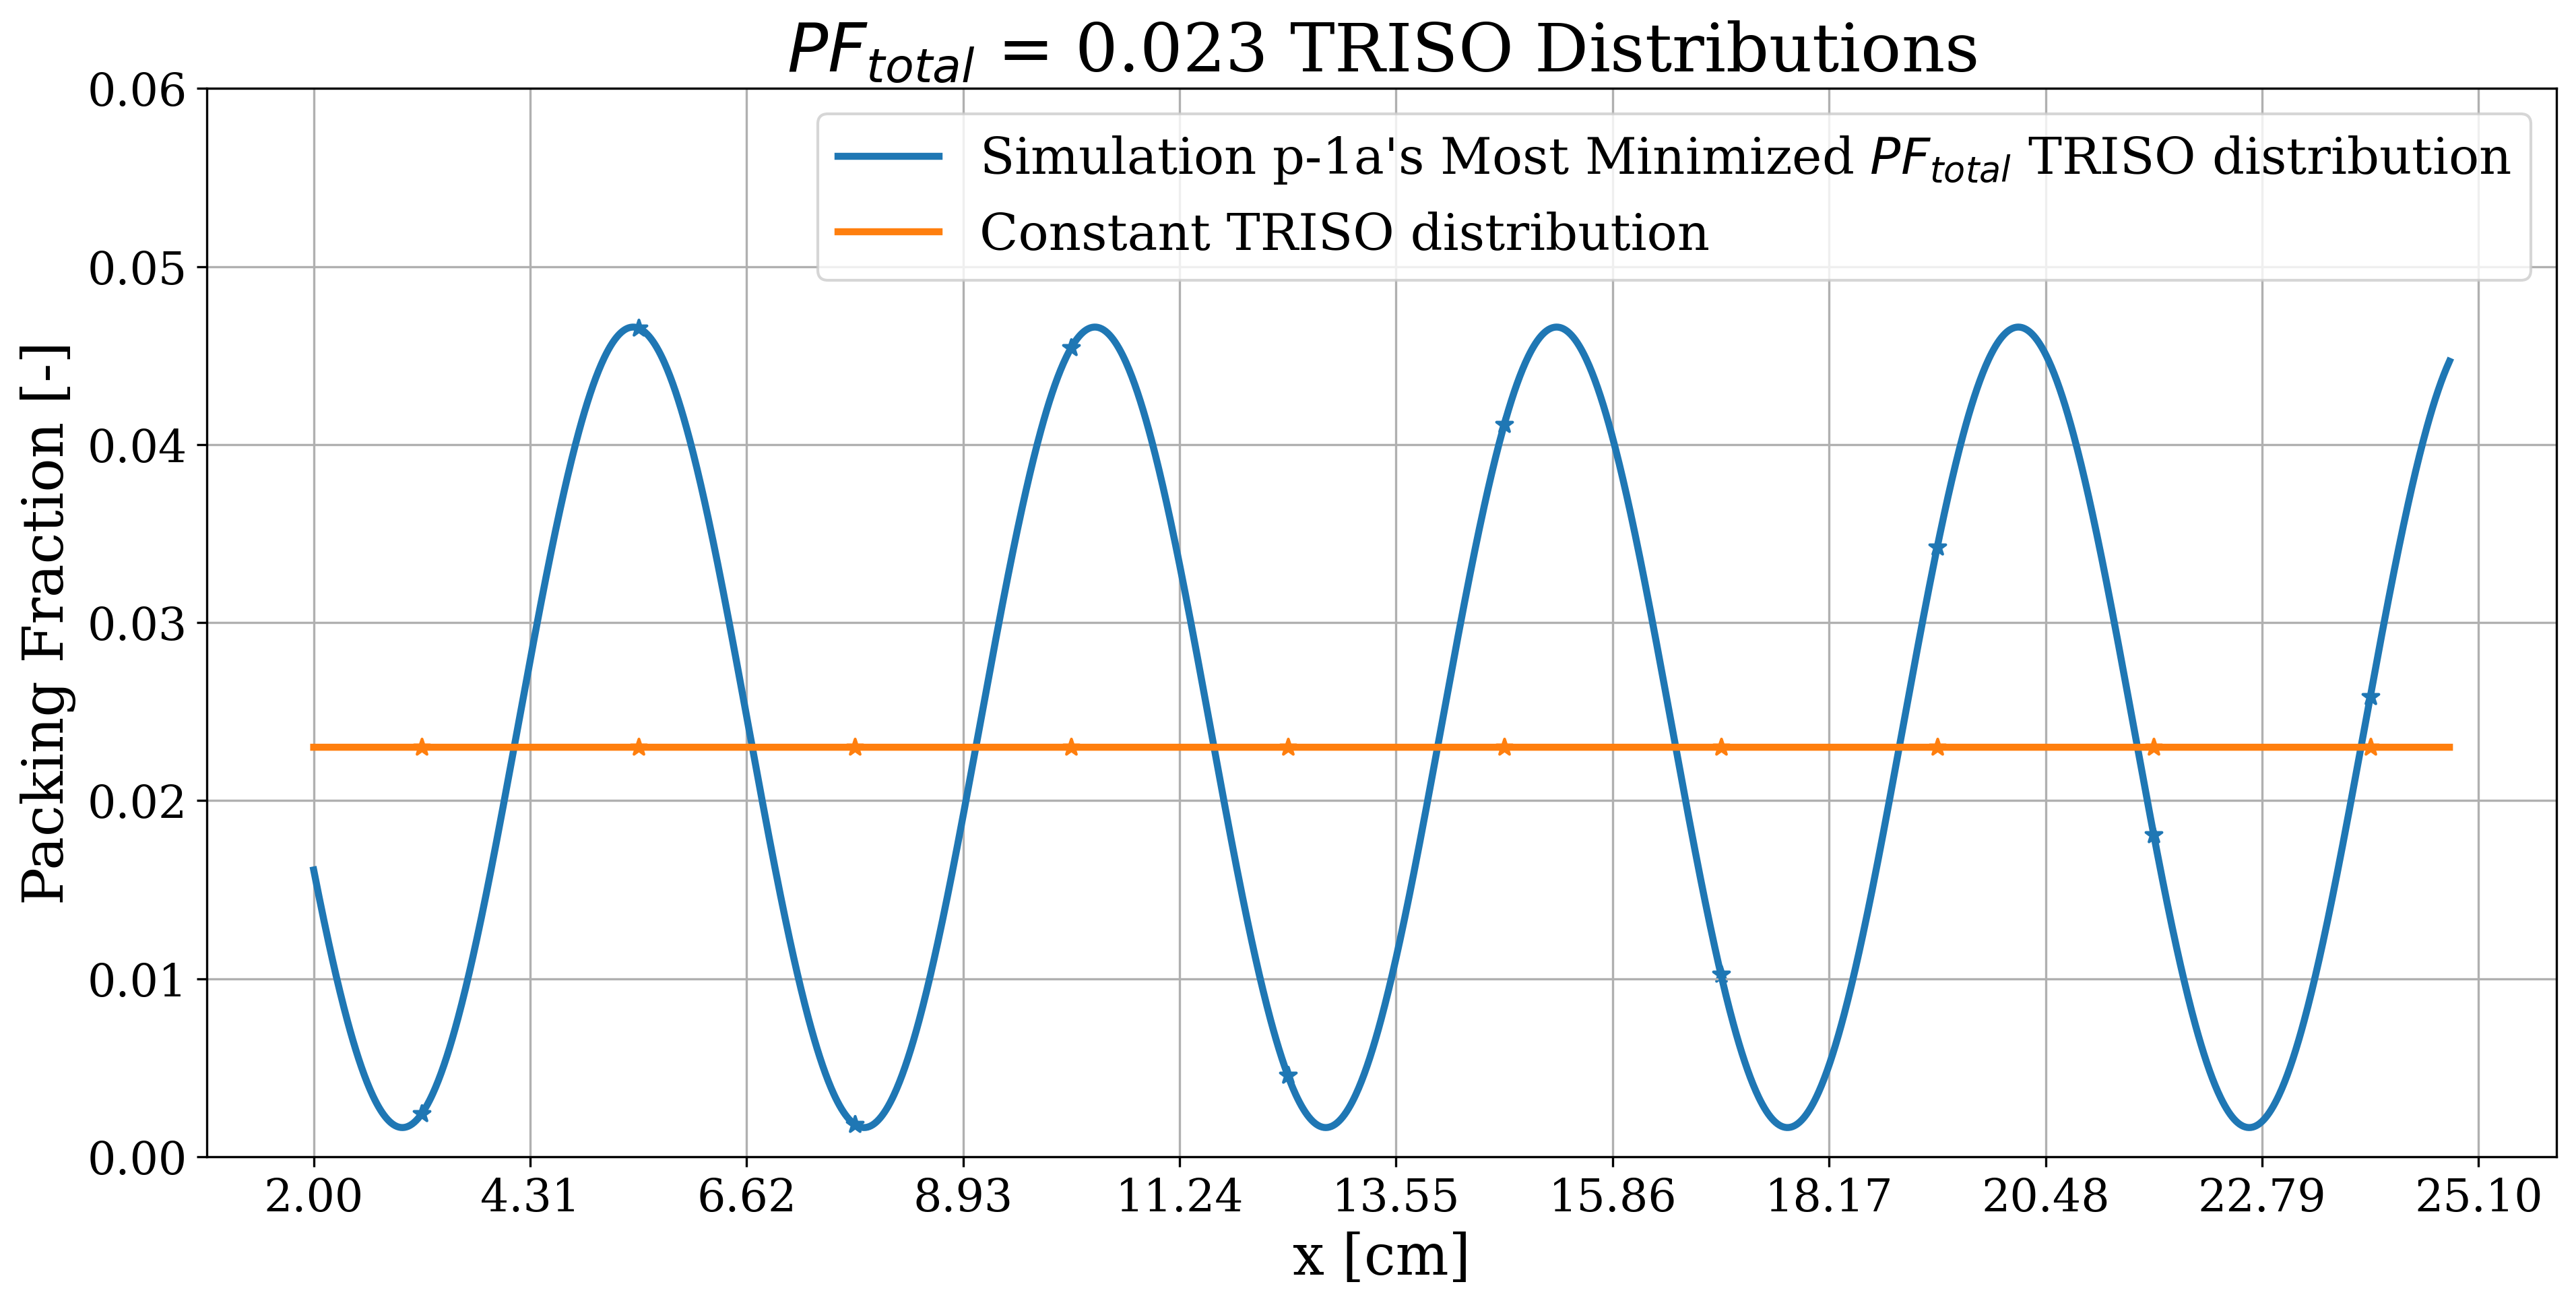 PF_total = 0.023 TRISO Distributions
0.06
0.05
0.04
0.03
0.02
0.01
0.00
Packing Fraction [-]
Simulation p-1a's Most Minimized PF_total TRISO distribution
Constant TRISO distribution
2.00 4.31 6.62 8.93 11.24 13.55 15.86 18.17 20.48 22.79 25.10
x [cm]